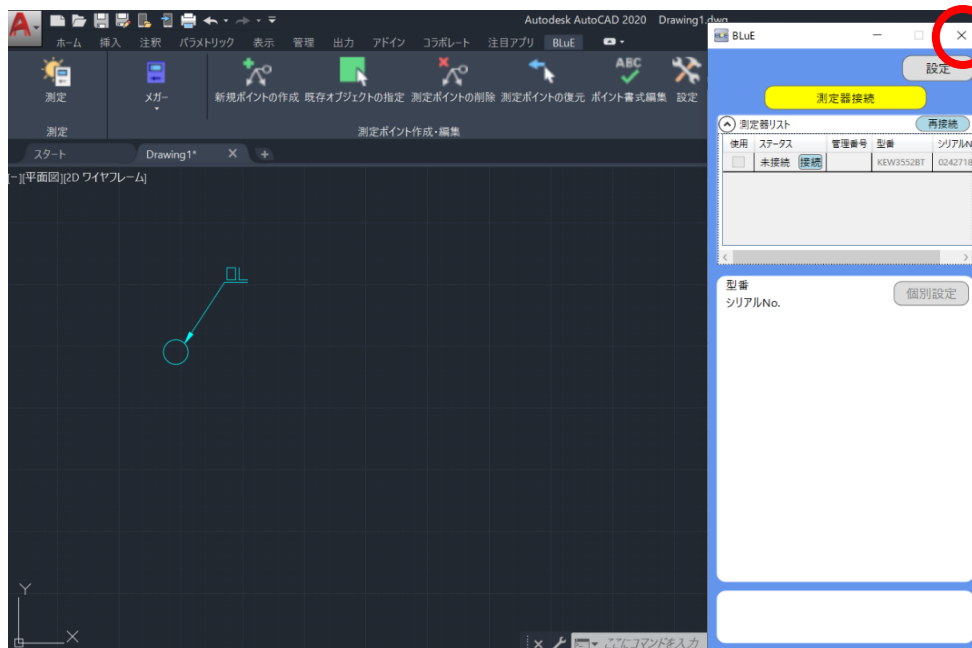 Autodesk AutoCAD 2020 Drawing1.dwg
ホーム 挿入 注釈 パラメトリック 表示 管理 出力 アドイン コラボレート 注目アプリ BLuE
測定 メガー 新規ポイントの作成 既存オブジェクトの指定 測定ポイントの削除 測定ポイントの復元 ABC ポイント書式編集 設定
測定 測定ポイント作成・編集
スタート Drawing1* X +
[−][平面図][2D ワイヤフレーム]
Y
X
ここにコマンドを入力
BLuE
設定
測定器接続
測定器リスト 再接続
使用 ステータス 管理番号 型番 シリアルN
未接続 接続 KEW3552BT 0242718
型番 個別設定
シリアルNo.